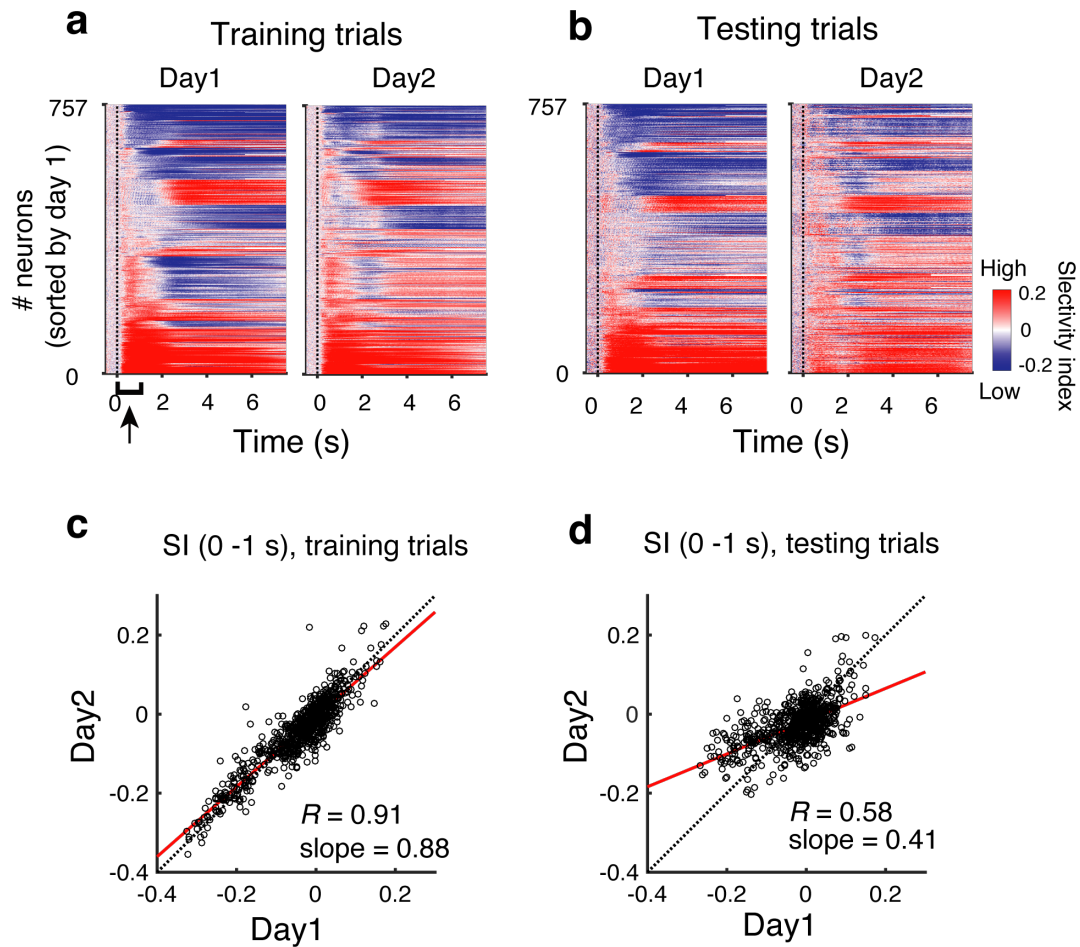 a
Training trials
Day1
Day2
757
0
# neurons
(sorted by day 1)
0 2 4 6
0 2 4 6
Time (s)
b
Testing trials
Day1
Day2
757
0
0 2 4 6
0 2 4 6
Time (s)
High
0.2
0
-0.2
Low
Slectivity index
c
SI (0 -1 s), training trials
0.2
0
-0.2
-0.4
Day2
R = 0.91
slope = 0.88
-0.4 -0.2 0 0.2
Day1
d
SI (0 -1 s), testing trials
0.2
0
-0.2
-0.4
Day2
R = 0.58
slope = 0.41
-0.4 -0.2 0 0.2
Day1